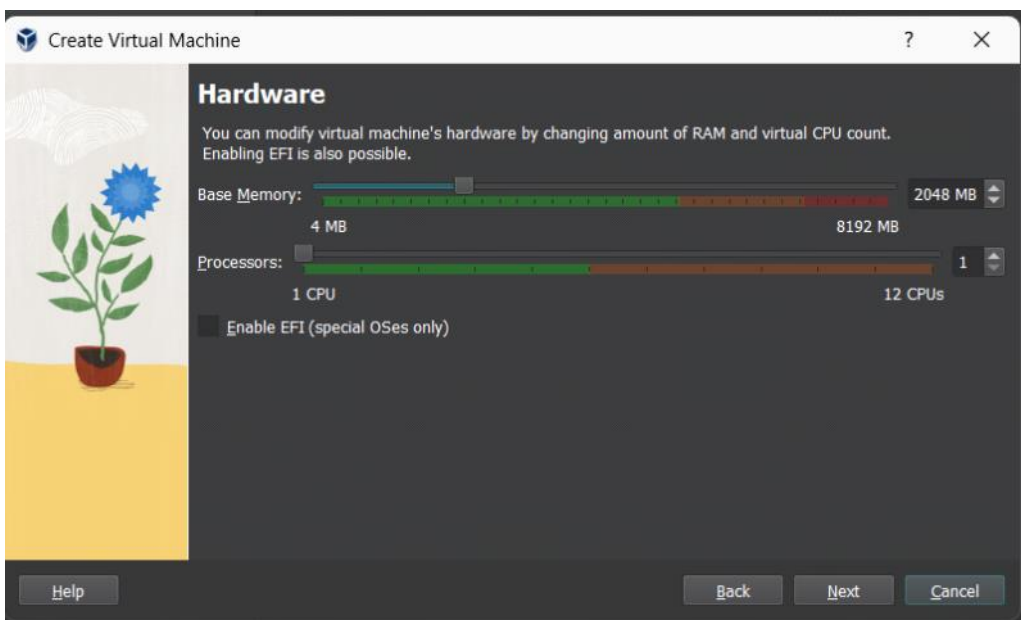 Create Virtual Machine ?
Hardware
You can modify virtual machine's hardware by changing amount of RAM and virtual CPU count.
Enabling EFI is also possible.
Base Memory: 2048 MB
4 MB 8192 MB
Processors: 1
1 CPU 12 CPUs
Enable EFI (special OSes only)
Help Back Next Cancel